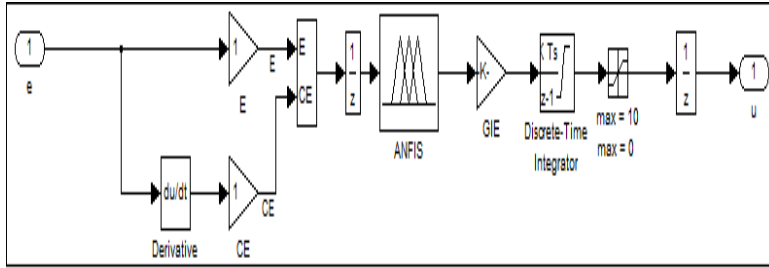 1
e
1
E
E
E
CE
1
z
ANFIS
K-
GIE
K Ts
z-1
Discrete-Time
Integrator
max = 10
max = 0
1
z
1
u
du/dt
Derivative
1
CE
CE